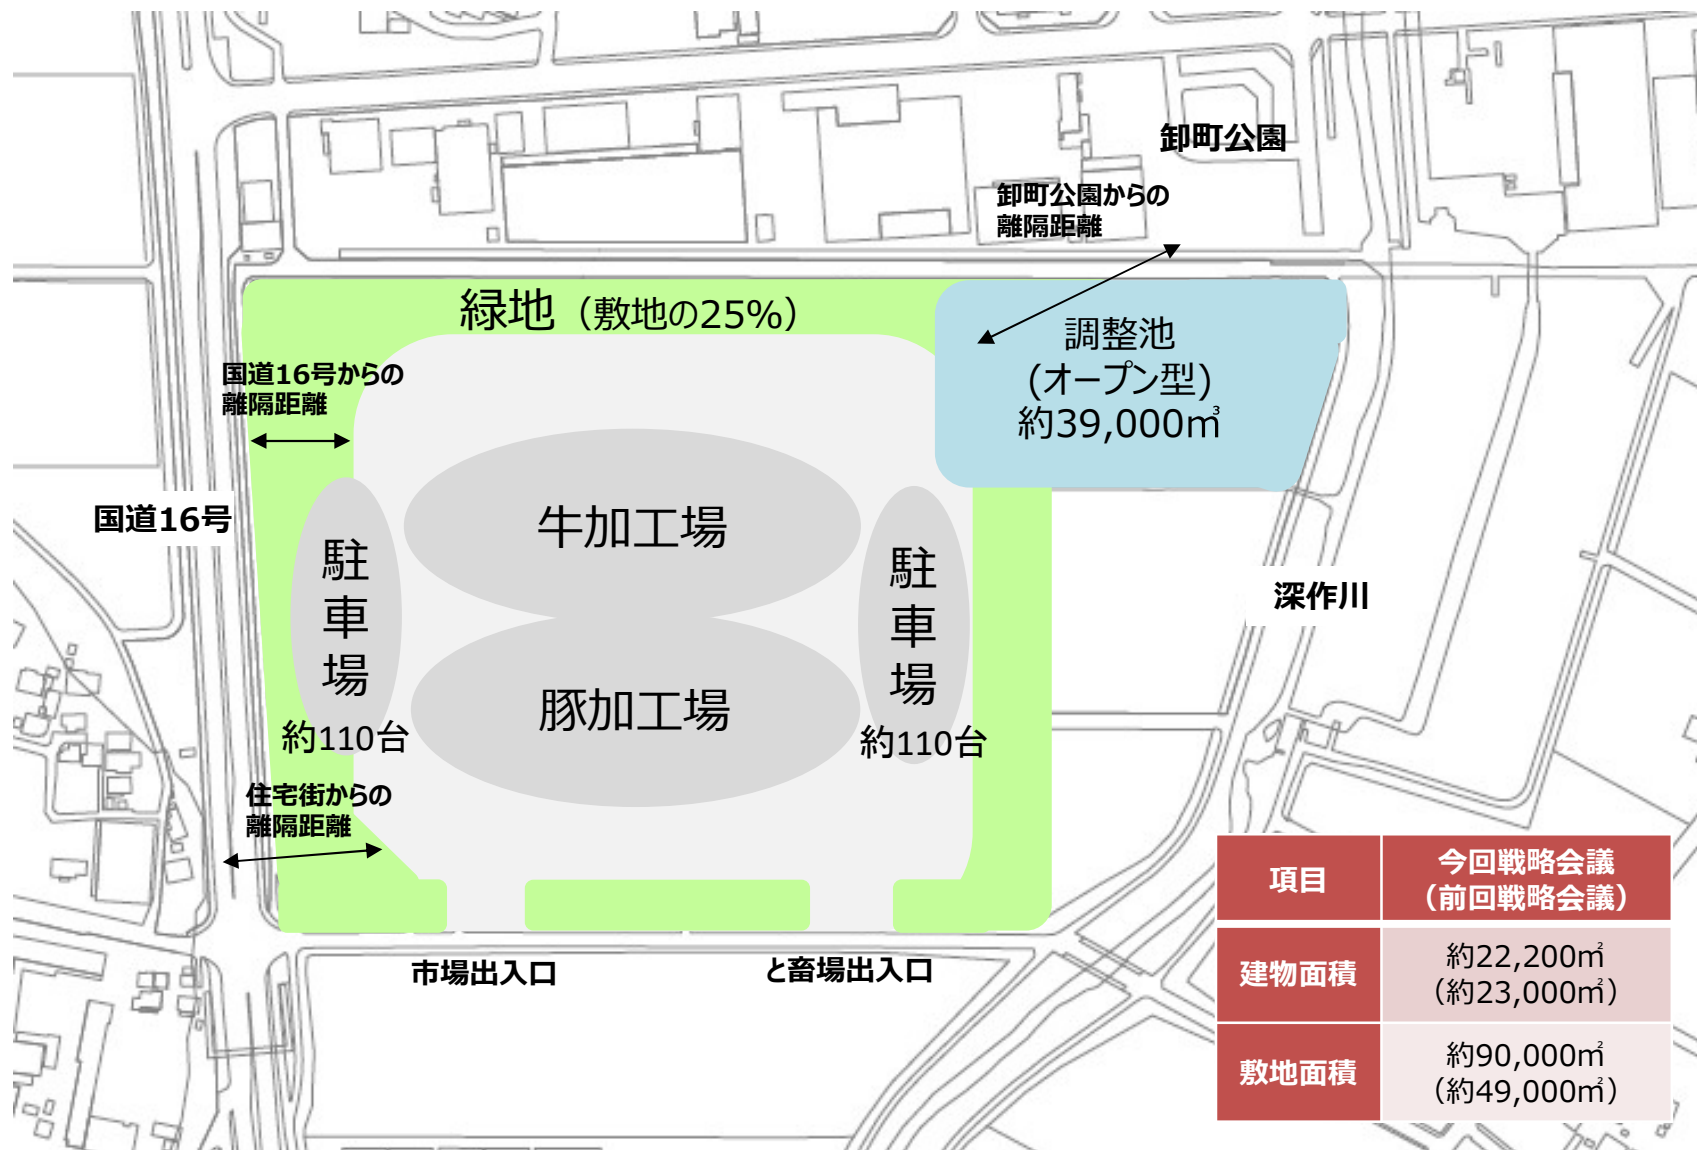 卸町公園
卸町公園からの
離隔距離
緑地（敷地の25%）
調整池
(オープン型)
約39,000㎥
国道16号からの
離隔距離
国道16号
牛加工場
駐車場
約110台
駐車場
約110台
豚加工場
深作川
住宅街からの
離隔距離
市場出入口
と畜場出入口
項目
今回戦略会議
（前回戦略会議）
建物面積
約22,200㎡
（約23,000㎡）
敷地面積
約90,000㎡
（約49,000㎡）